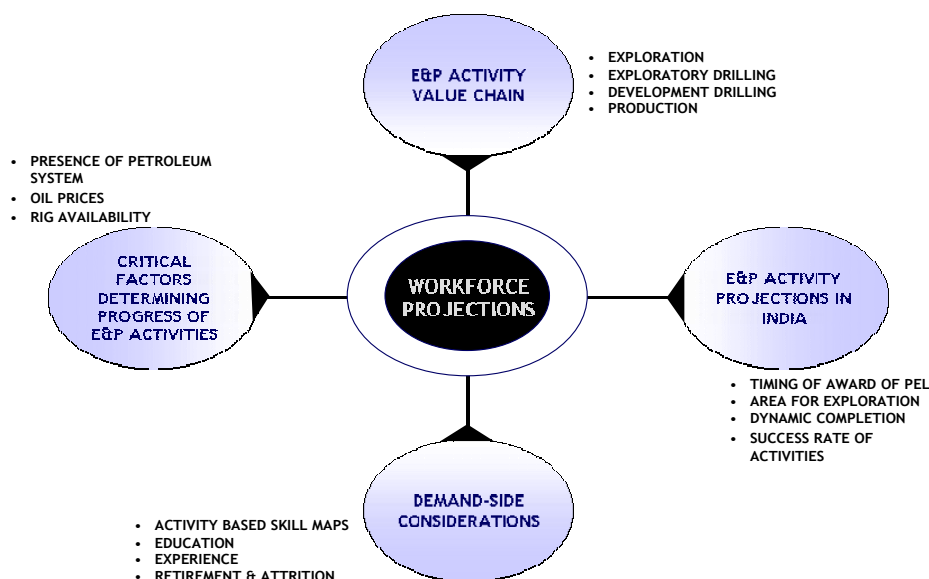 E&P ACTIVITY
VALUE CHAIN
• EXPLORATION
• EXPLORATORY DRILLING
• DEVELOPMENT DRILLING
• PRODUCTION
• PRESENCE OF PETROLEUM
SYSTEM
• OIL PRICES
• RIG AVAILABILITY
CRITICAL
FACTORS
DETERMINING
PROGRESS OF
E&P ACTIVITIES
WORKFORCE
PROJECTIONS
E&P ACTIVITY
PROJECTIONS IN
INDIA
• TIMING OF AWARD OF PEL
• AREA FOR EXPLORATION
• DYNAMIC COMPLETION
• SUCCESS RATE OF
ACTIVITIES
DEMAND-SIDE
CONSIDERATIONS
• ACTIVITY BASED SKILL MAPS
• EDUCATION
• EXPERIENCE
• RETIREMENT & ATTRITION